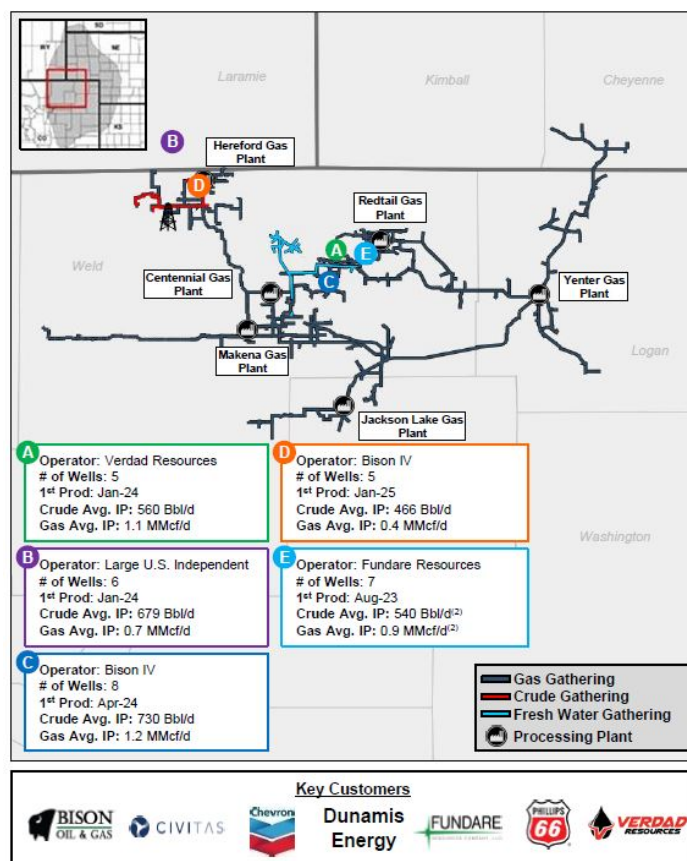 SD
WY
NE
CO
KS
Laramie
Kimball
Cheyenne
B
Hereford Gas
Plant
D
Redtail Gas
Plant
A
E
Weld
Centennial Gas
Plant
C
Yenter Gas
Plant
Makena Gas
Plant
Logan
Jackson Lake Gas
Plant
Washington
A
Operator: Verdad Resources
# of Wells: 5
1st Prod: Jan-24
Crude Avg. IP: 560 Bbl/d
Gas Avg. IP: 1.1 MMcf/d
D
Operator: Bison IV
# of Wells: 5
1st Prod: Jan-25
Crude Avg. IP: 466 Bbl/d
Gas Avg. IP: 0.4 MMcf/d
B
Operator: Large U.S. Independent
# of Wells: 6
1st Prod: Jan-24
Crude Avg. IP: 679 Bbl/d
Gas Avg. IP: 0.7 MMcf/d
E
Operator: Fundare Resources
# of Wells: 7
1st Prod: Aug-23
Crude Avg. IP: 540 Bbl/d(2)
Gas Avg. IP: 0.9 MMcf/d(2)
C
Operator: Bison IV
# of Wells: 8
1st Prod: Apr-24
Crude Avg. IP: 730 Bbl/d
Gas Avg. IP: 1.2 MMcf/d
Gas Gathering
Crude Gathering
Fresh Water Gathering
Processing Plant
Key Customers
BISON
OIL & GAS
CIVITAS
Chevron
Dunamis
Energy
FUNDARE
PHILLIPS
66
VERDAD
RESOURCES